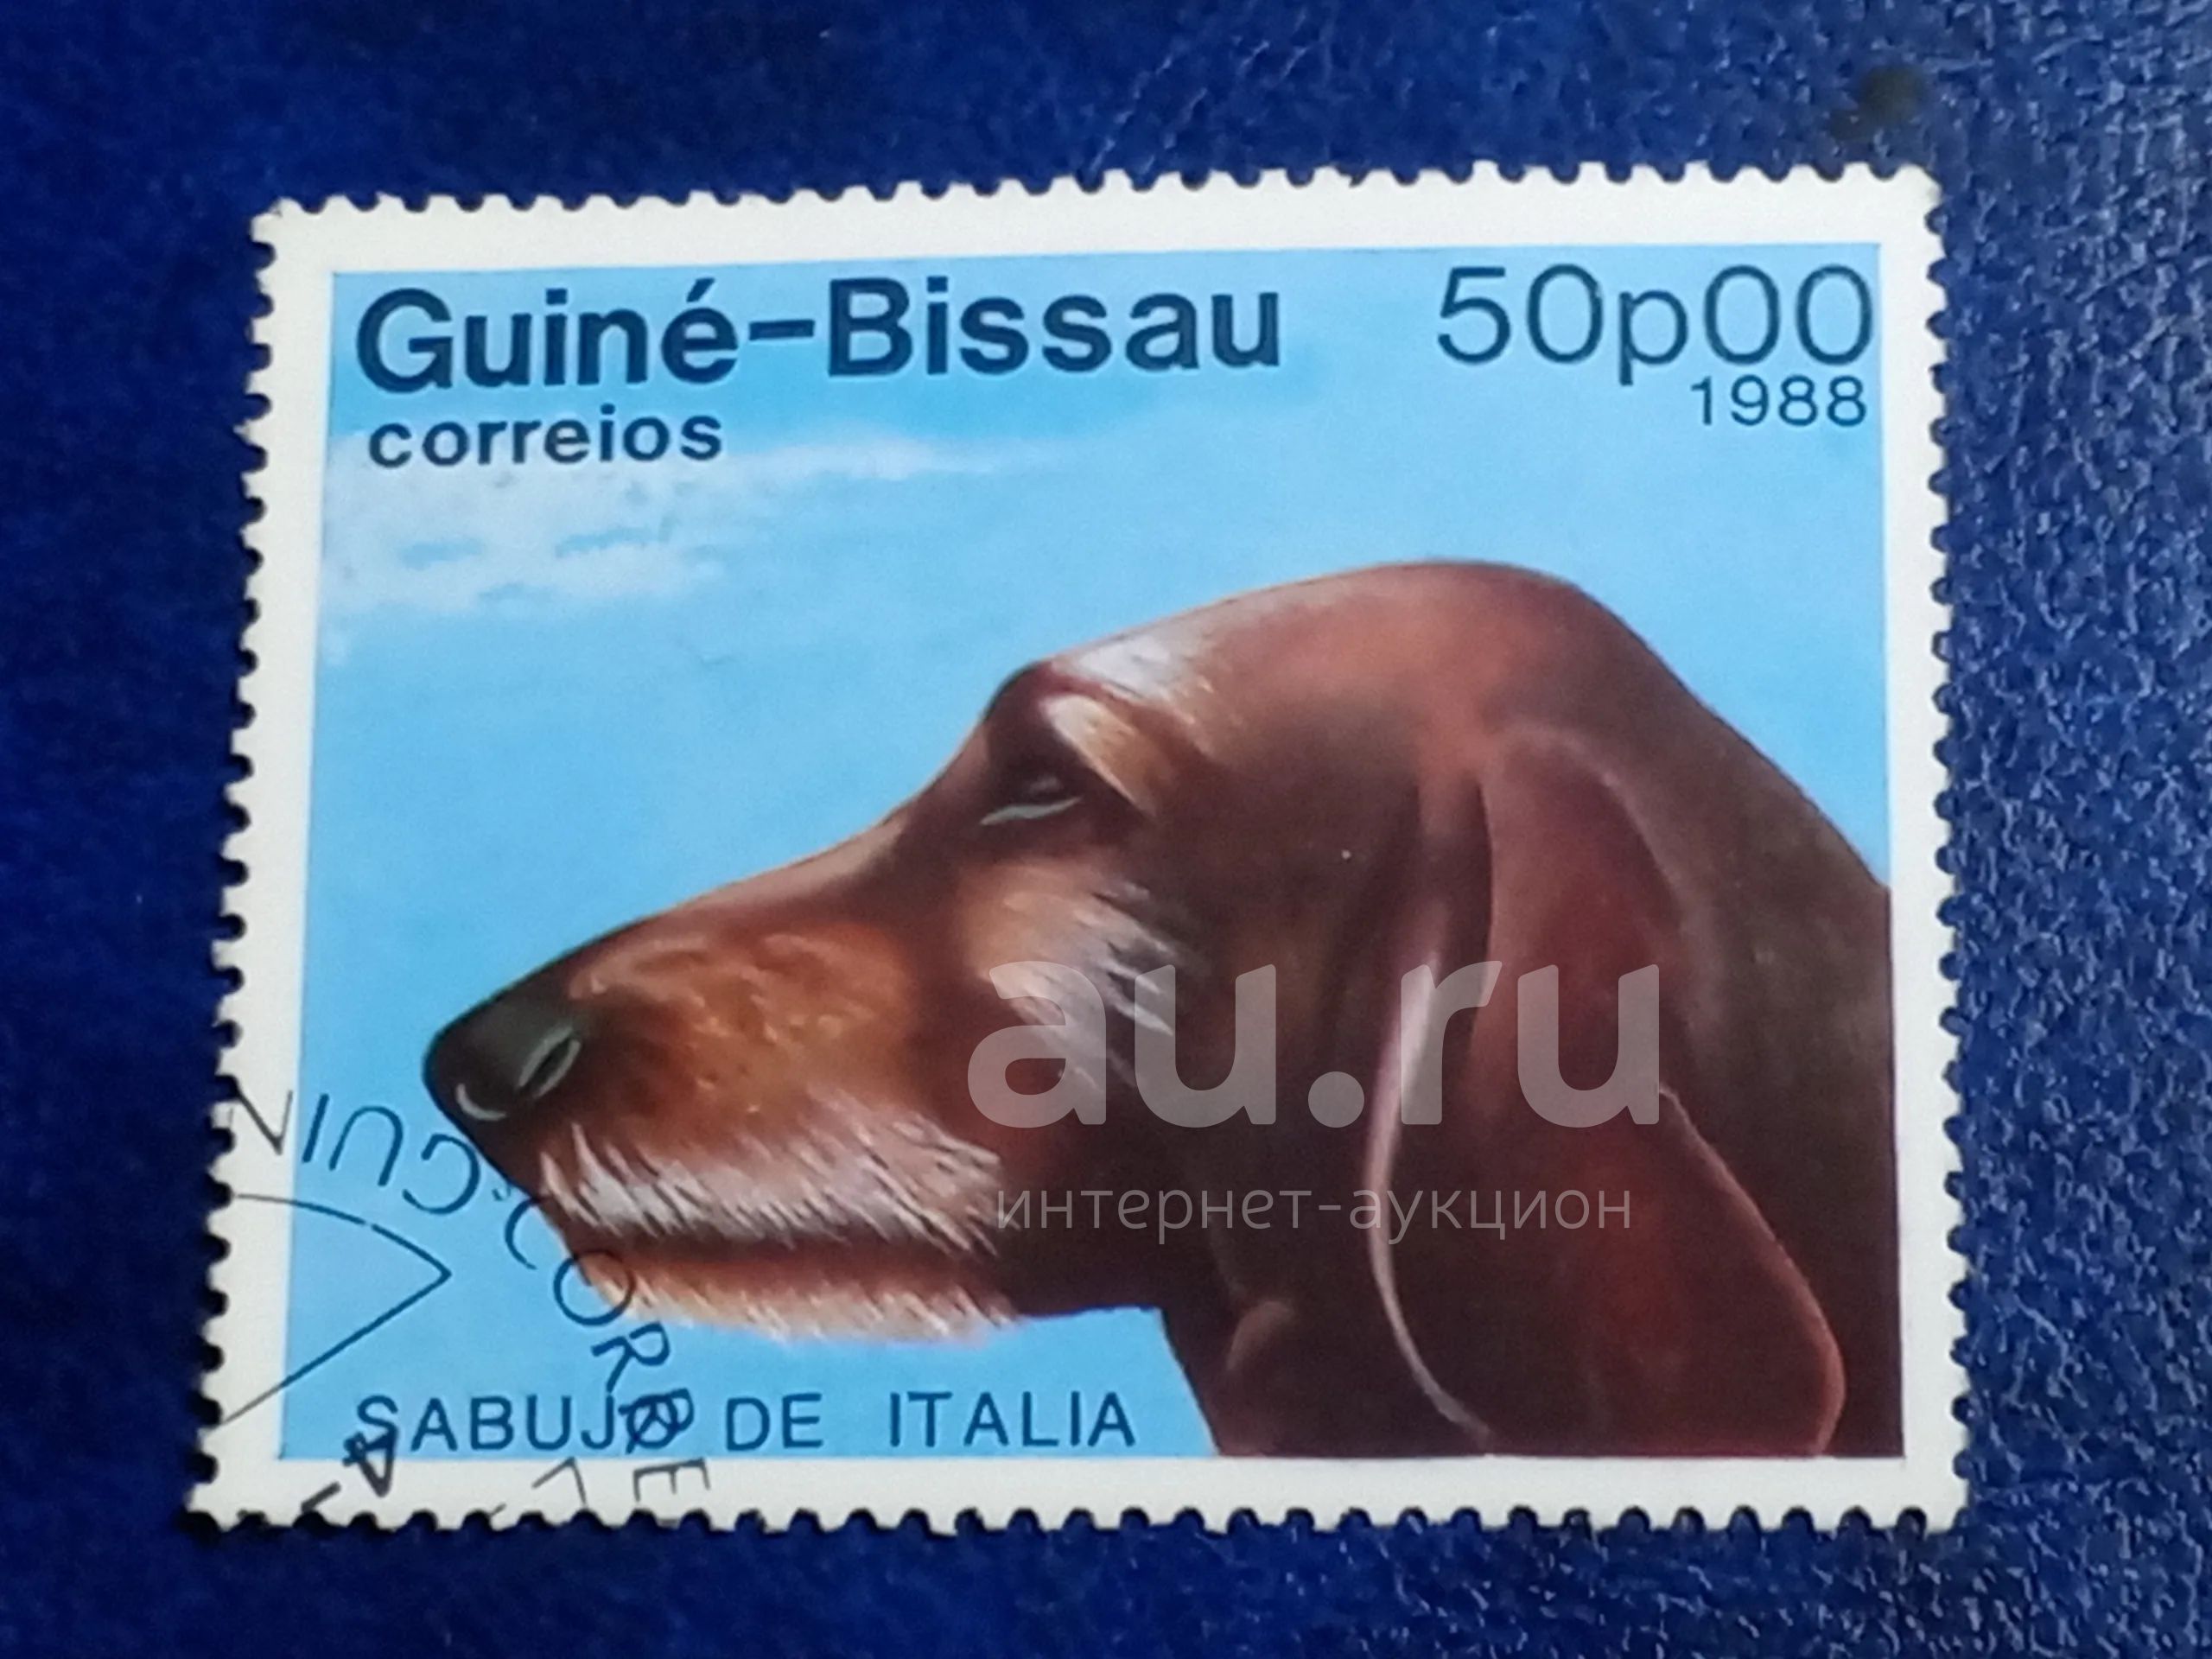 Guiné-Bissau
50p00
1988
correios
au.ru
интернет-аукцион
SABUJO DE ITALIA